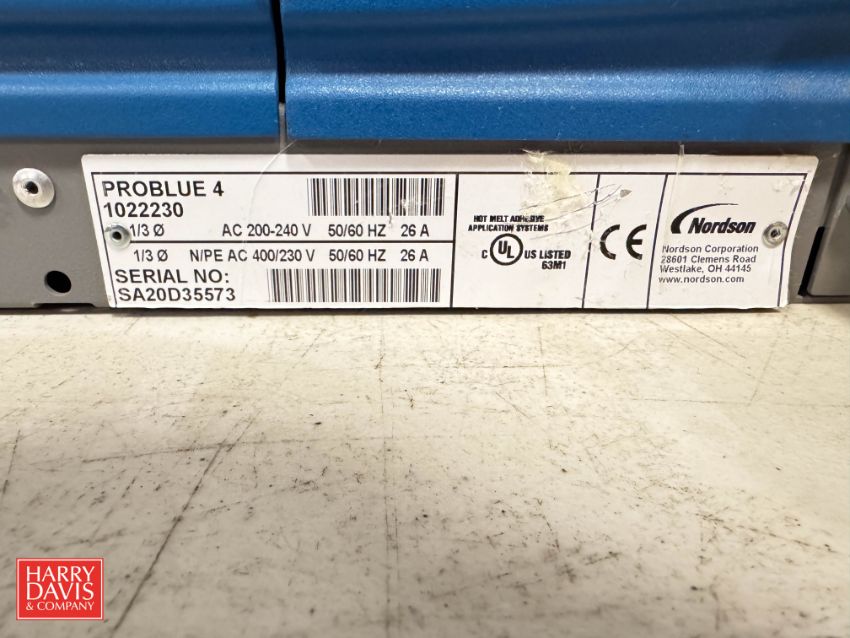 PROBLUE 4
1022230
1/3 Ø AC 200-240 V 50/60 HZ 26 A
1/3 Ø N/PE AC 400/230 V 50/60 HZ 26 A
SERIAL NO:
SA20D35573
HOT MELT ADHESIVE
APPLICATION SYSTEMS
C UL US LISTED
63M1
CE
Nordson
Nordson Corporation
28601 Clemens Road
Westlake, OH 44145
www.nordson.com
HARRY
DAVIS
& COMPANY